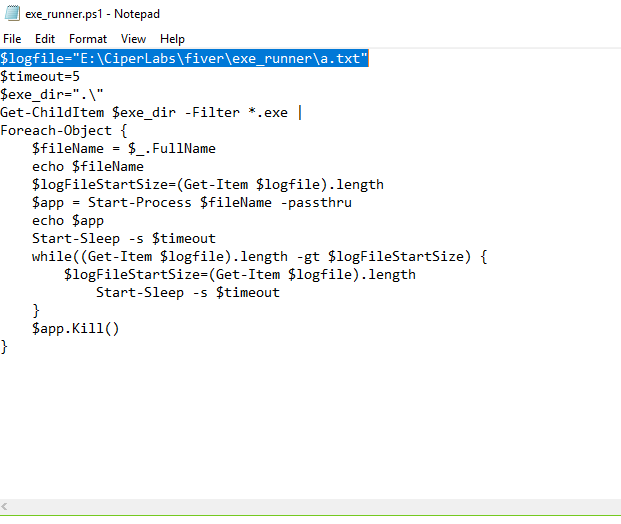 exe_runner.ps1 - Notepad
File Edit Format View Help
$logfile="E:\CiperLabs\fiver\exe_runner\a.txt"
$timeout=5
$exe_dir=".\"
Get-ChildItem $exe_dir -Filter *.exe |
Foreach-Object {
    $fileName = $_.FullName
    echo $fileName
    $logFileStartSize=(Get-Item $logfile).length
    $app = Start-Process $fileName -passthru
    echo $app
    Start-Sleep -s $timeout
    while((Get-Item $logfile).length -gt $logFileStartSize) {
        $logFileStartSize=(Get-Item $logfile).length
            Start-Sleep -s $timeout
    }
    $app.Kill()
}